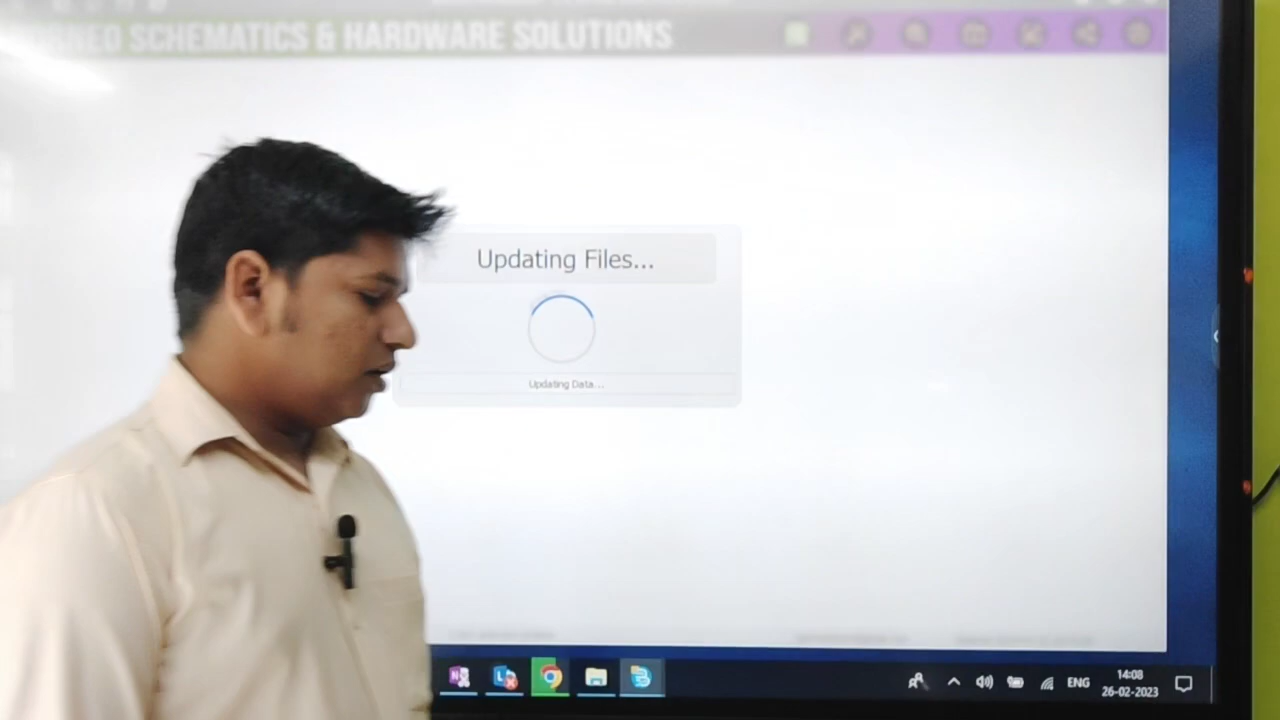 SCHEMATICS & HARDWARE SOLUTIONS
Updating Files...
Updating Data...
ENG
14:08
26-02-2023